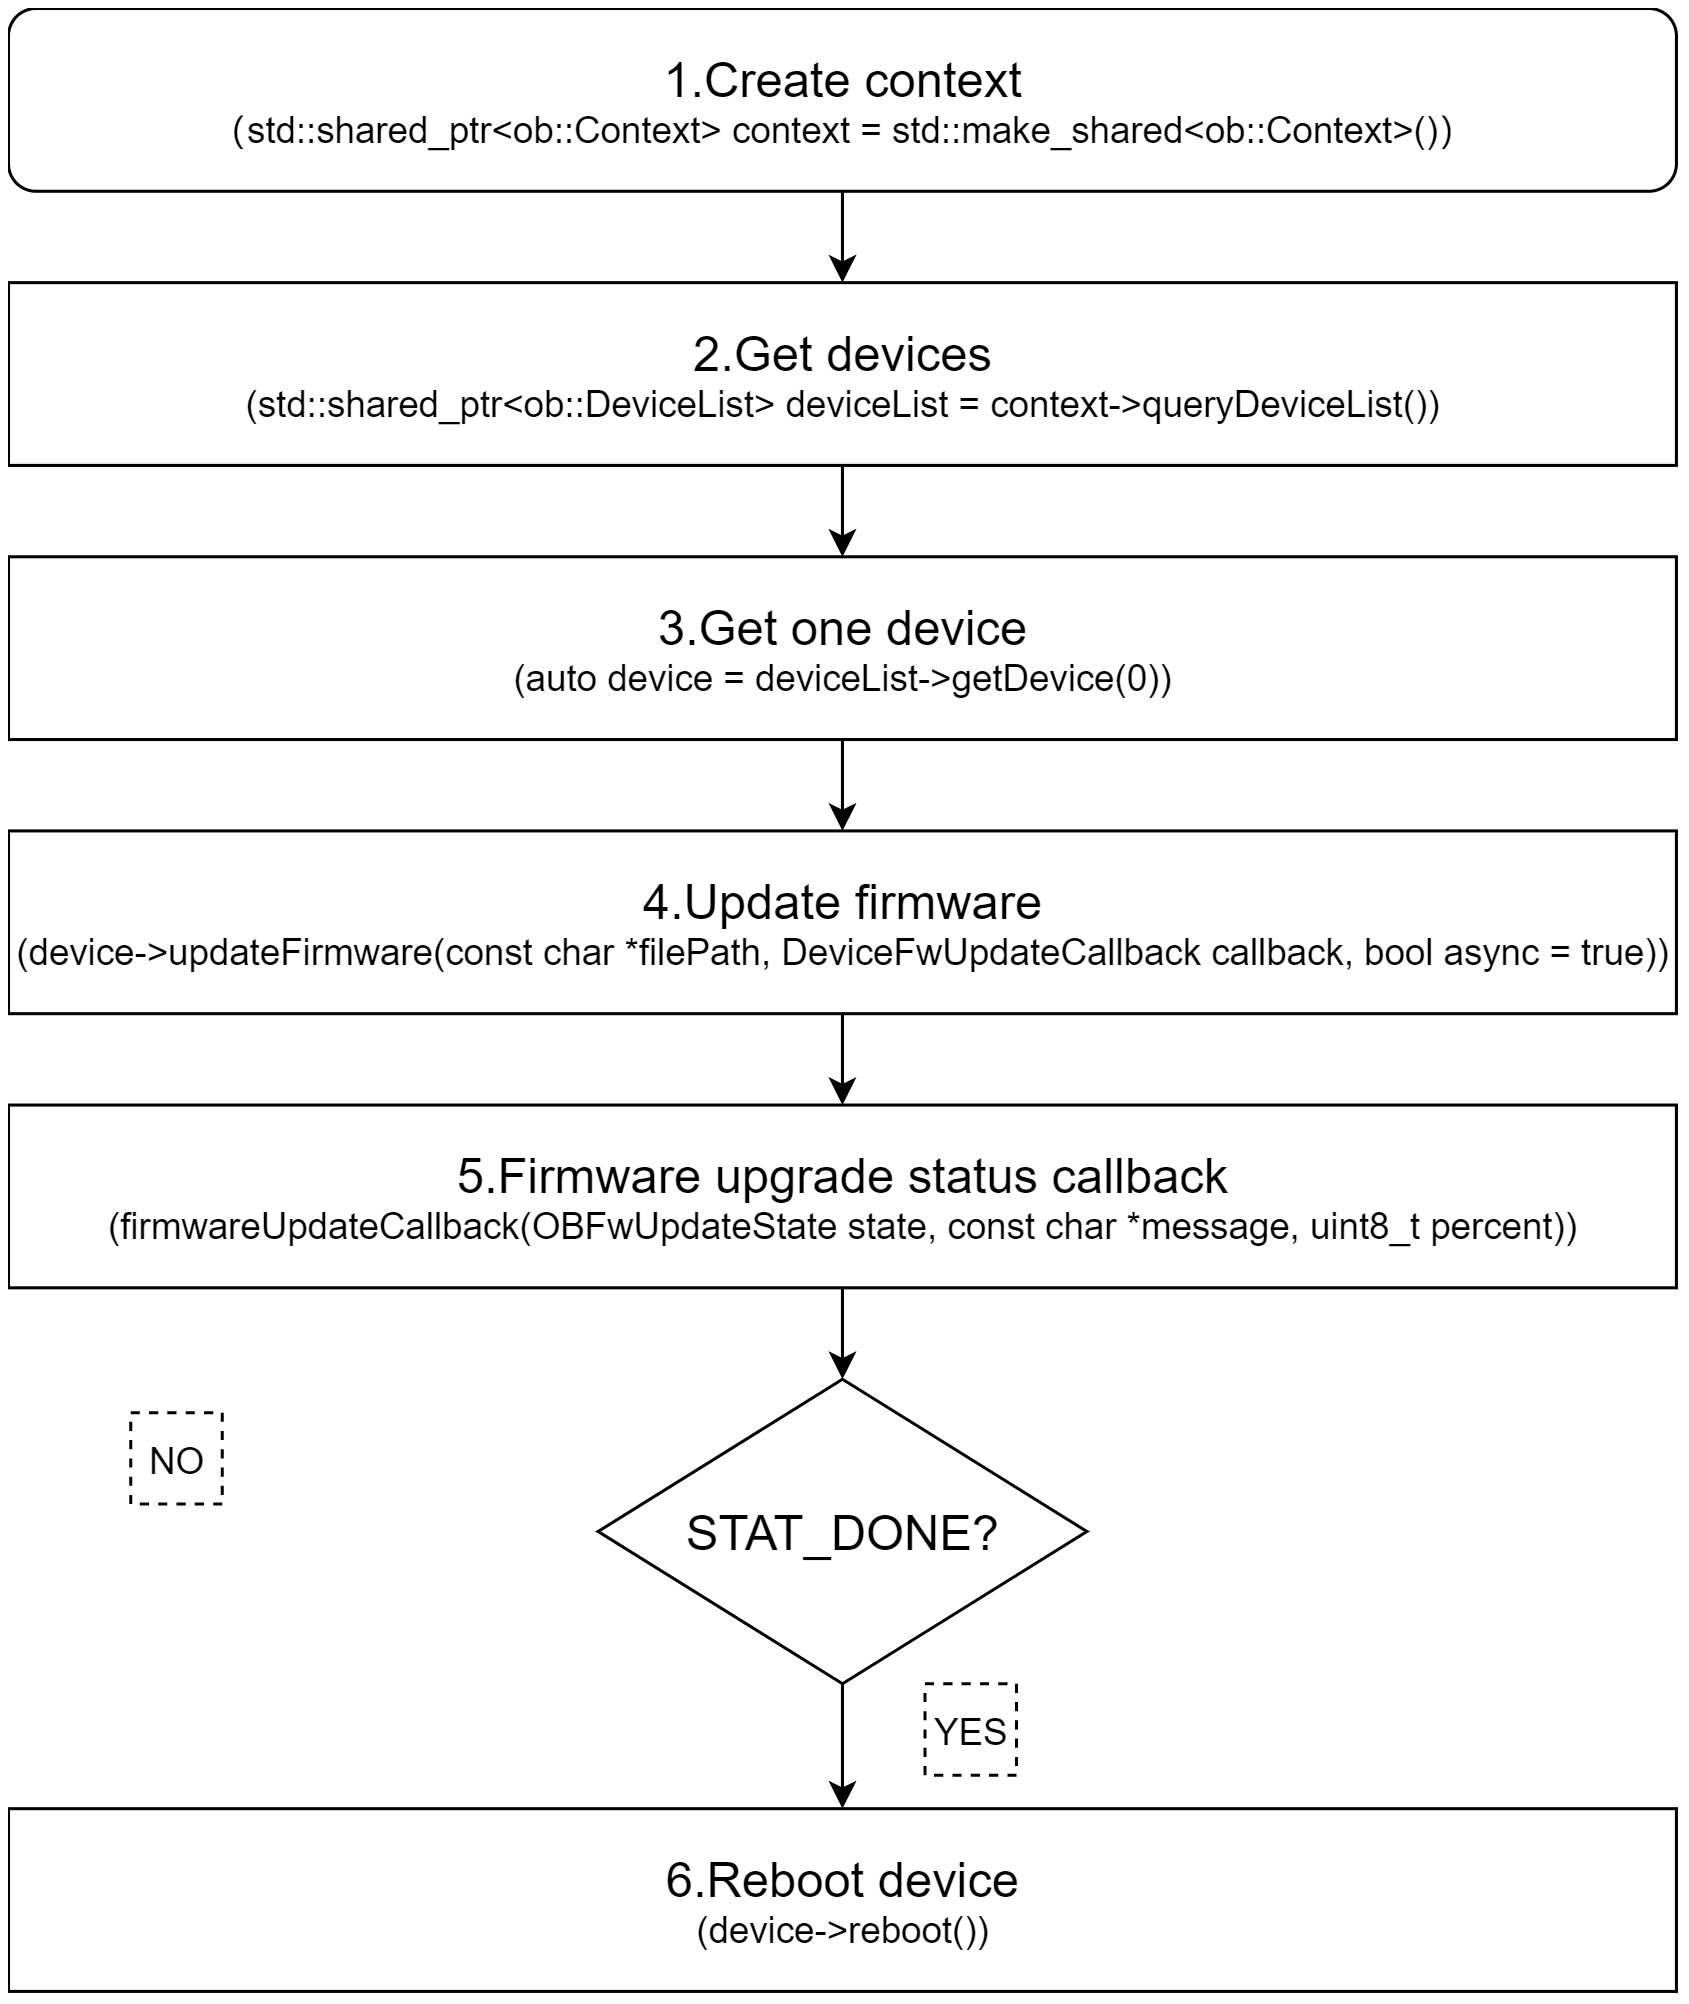 1.Create context
(std::shared_ptr<ob::Context> context = std::make_shared<ob::Context>())
2.Get devices
(std::shared_ptr<ob::DeviceList> deviceList = context->queryDeviceList())
3.Get one device
(auto device = deviceList->getDevice(0))
4.Update firmware
(device->updateFirmware(const char *filePath, DeviceFwUpdateCallback callback, bool async = true))
5.Firmware upgrade status callback
(firmwareUpdateCallback(OBFwUpdateState state, const char *message, uint8_t percent))
NO
STAT_DONE?
YES
6.Reboot device
(device->reboot())